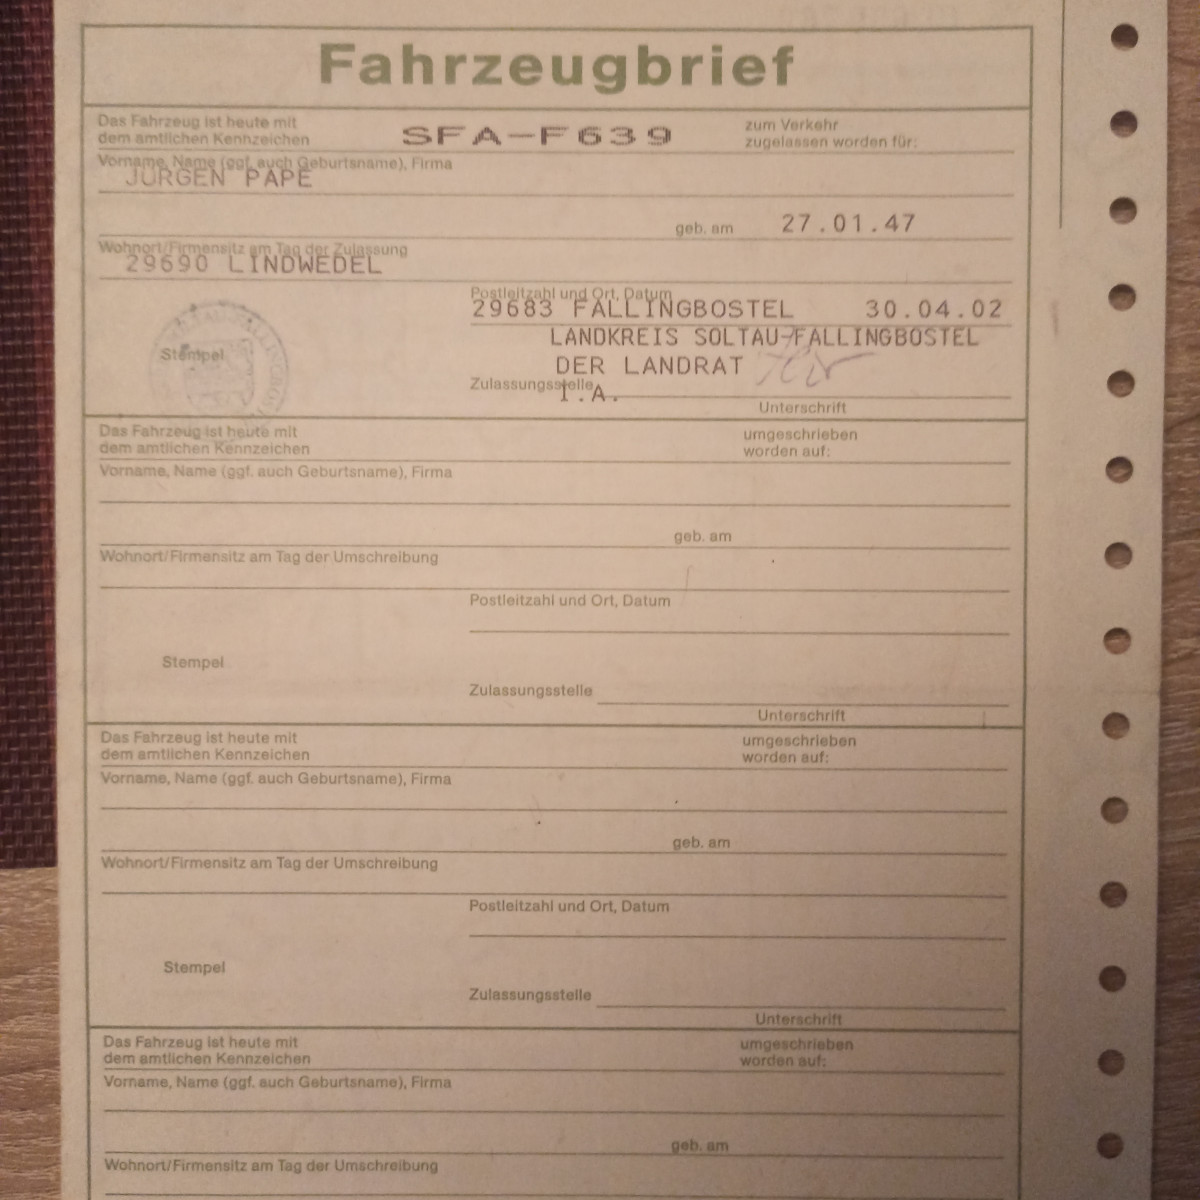 Fahrzeugbrief
Das Fahrzeug ist heute mit
dem amtlichen Kennzeichen SFA-F639 zum Verkehr
zugelassen worden für:
Vorname, Name (ggf. auch Geburtsname), Firma
JÜRGEN PAPE
geb. am 27.01.47
Wohnort/Firmensitz am Tag der Zulassung
29690 LINDWEDEL
Postleitzahl und Ort, Datum
29683 FALLINGBOSTEL 30.04.02
LANDKREIS SOLTAU-FALLINGBOSTEL
Stempel
DER LANDRAT
Zulassungsstelle
I.A.
Unterschrift
Das Fahrzeug ist heute mit
dem amtlichen Kennzeichen
umgeschrieben
worden auf:
Vorname, Name (ggf. auch Geburtsname), Firma
geb. am
Wohnort/Firmensitz am Tag der Umschreibung
Postleitzahl und Ort, Datum
Stempel
Zulassungsstelle
Unterschrift
Das Fahrzeug ist heute mit
dem amtlichen Kennzeichen
umgeschrieben
worden auf:
Vorname, Name (ggf. auch Geburtsname), Firma
geb. am
Wohnort/Firmensitz am Tag der Umschreibung
Postleitzahl und Ort, Datum
Stempel
Zulassungsstelle
Unterschrift
Das Fahrzeug ist heute mit
dem amtlichen Kennzeichen
umgeschrieben
worden auf:
Vorname, Name (ggf. auch Geburtsname), Firma
geb. am
Wohnort/Firmensitz am Tag der Umschreibung